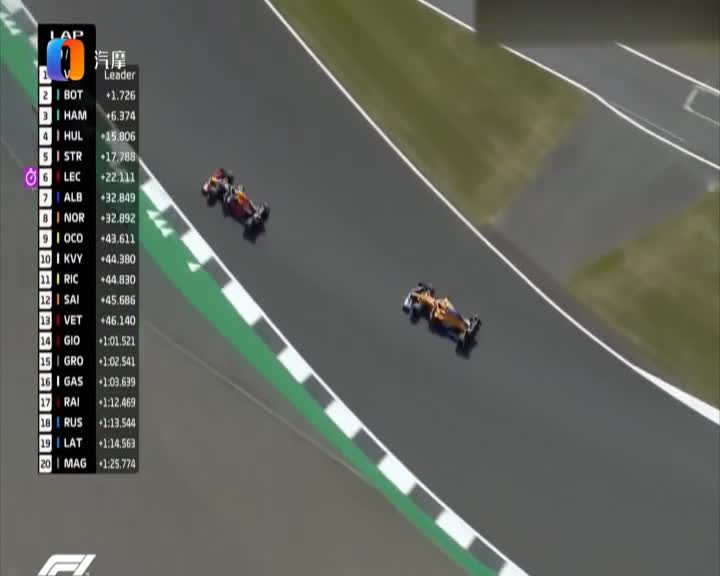 LAP
汽摩
1 Leader
2 BOT +1.726
3 HAM +6.374
4 HUL +15.806
5 STR +17.788
6 LEC +22.111
7 ALB +32.849
8 NOR +32.892
9 OCO +43.611
10 KVY +44.380
11 RIC +44.830
12 SAI +45.686
13 VET +46.140
14 GIO +1:01.521
15 GRO +1:02.541
16 GAS +1:03.639
17 RAI +1:12.469
18 RUS +1:13.544
19 LAT +1:14.563
20 MAG +1:25.774
F1